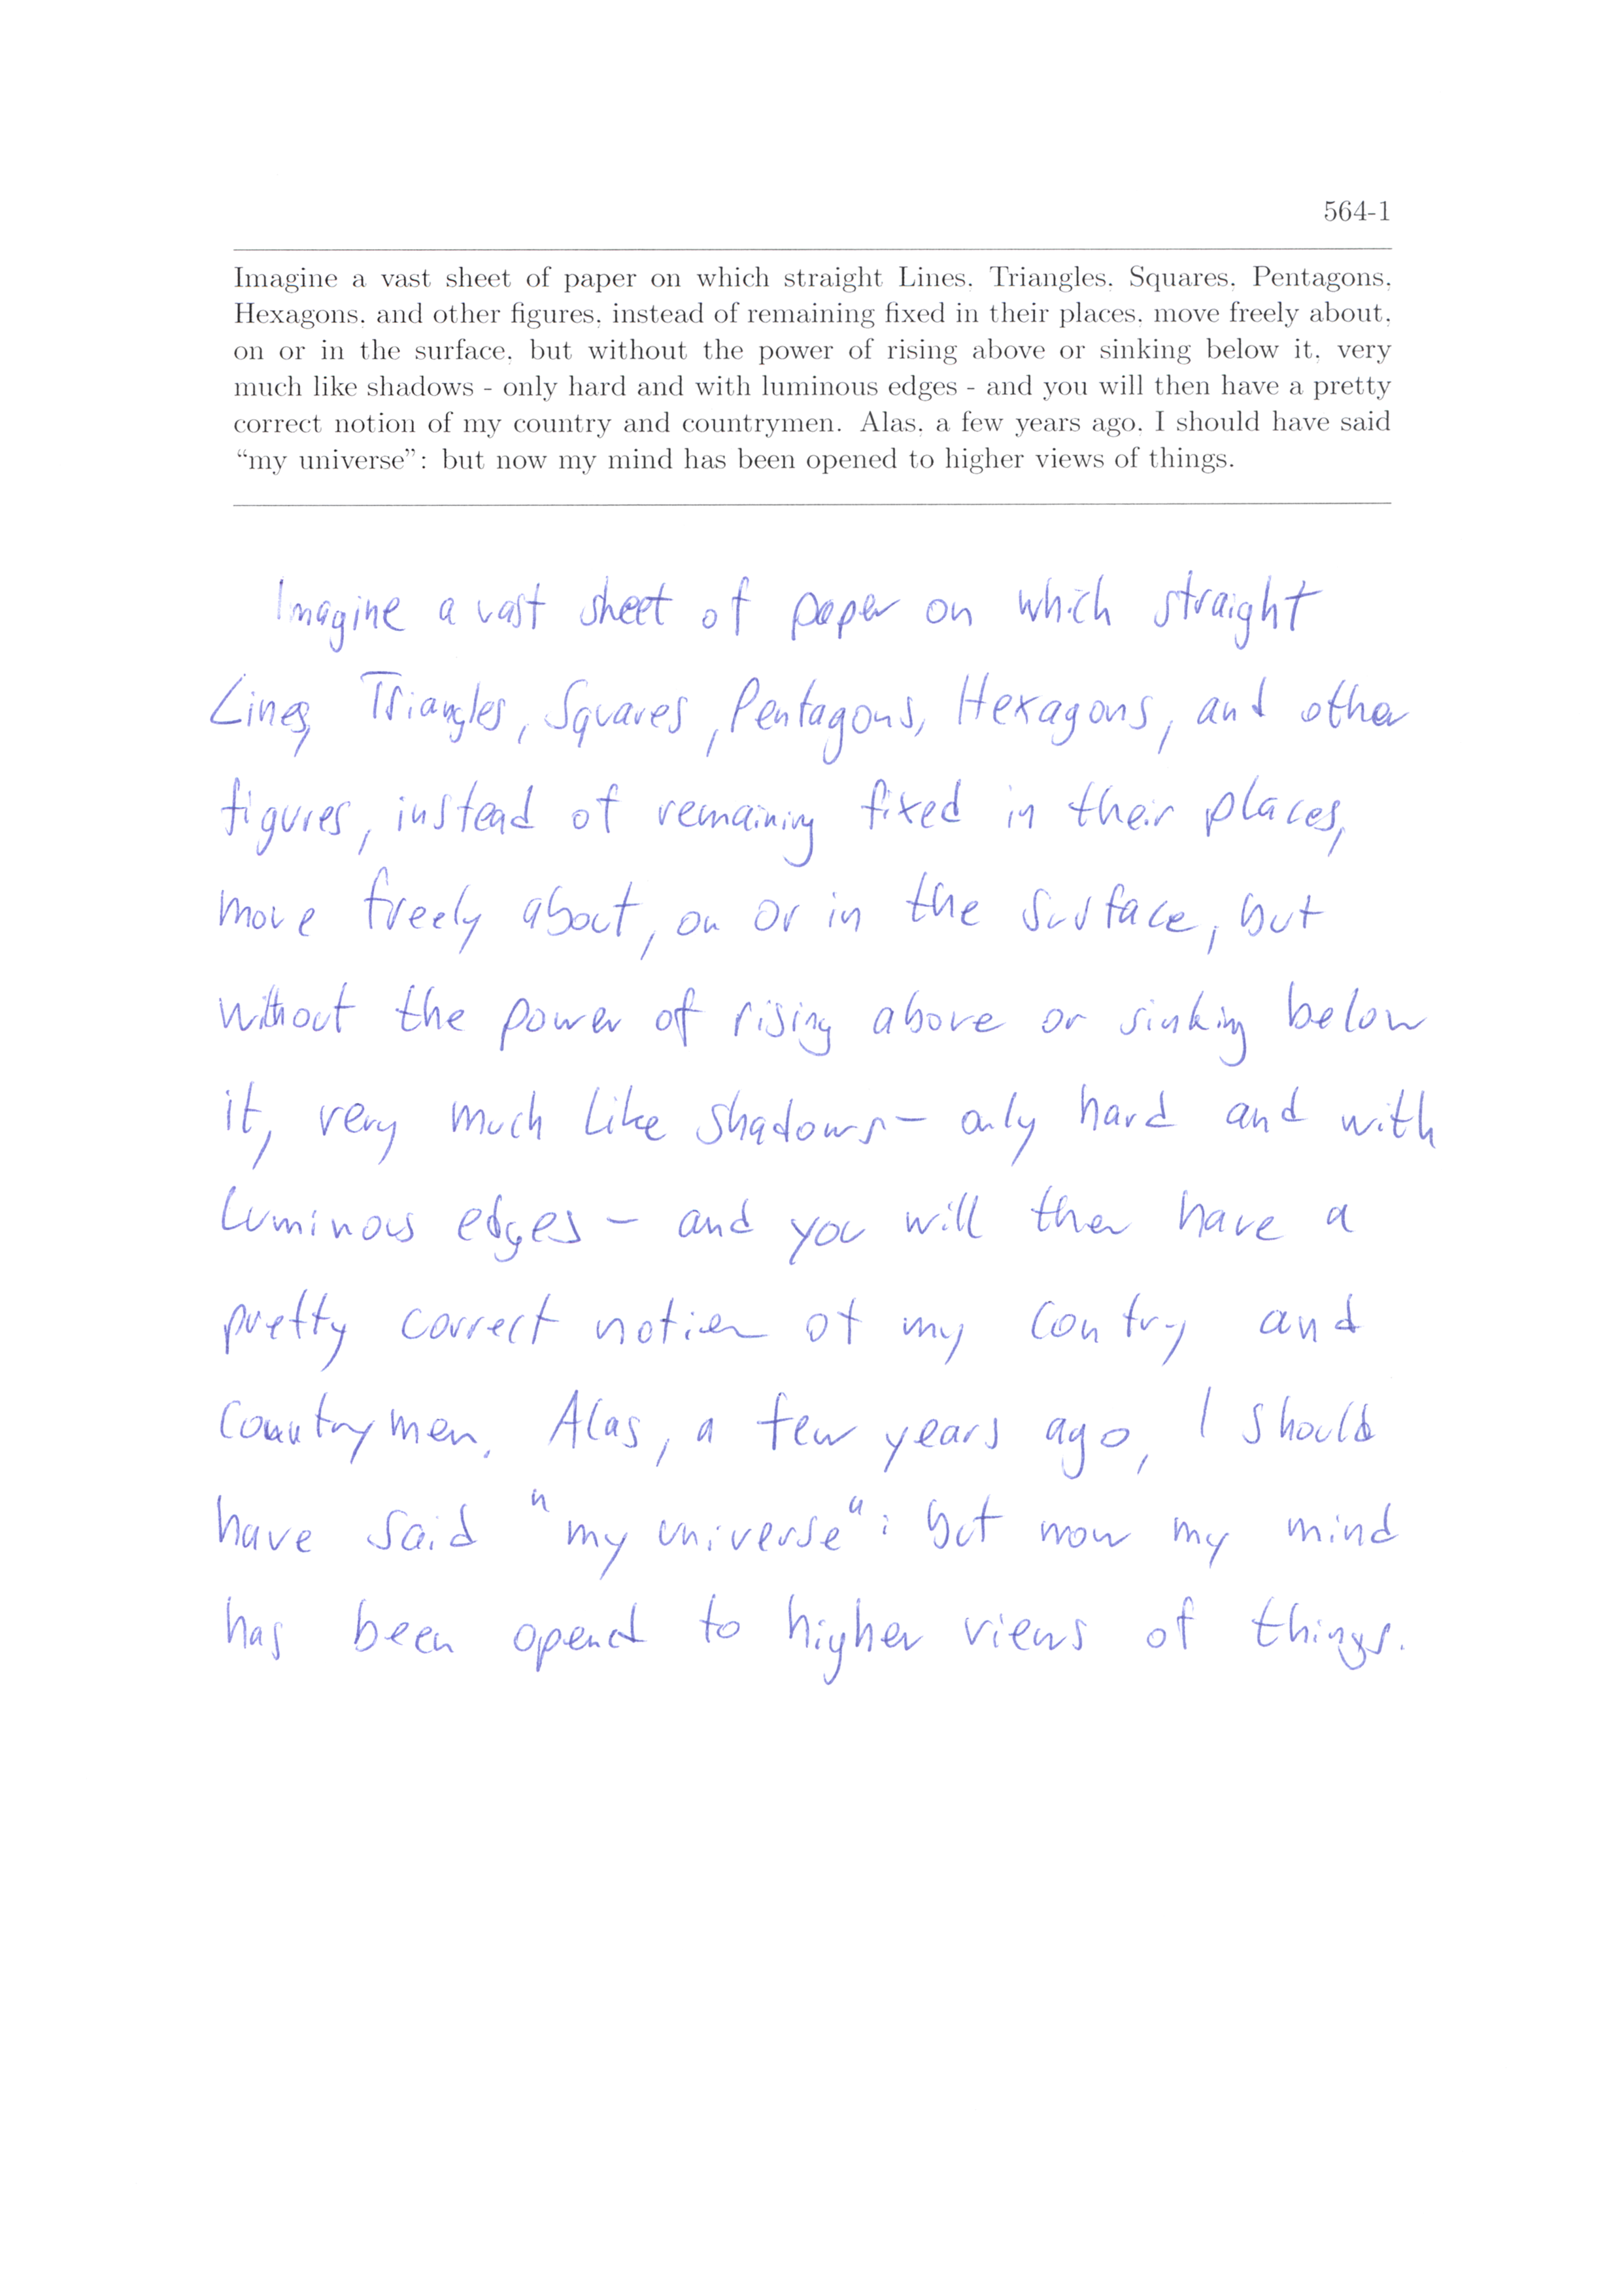 564-1
Imagine a vast sheet of paper on which straight Lines, Triangles, Squares, Pentagons,
Hexagons, and other figures, instead of remaining fixed in their places, move freely about,
on or in the surface, but without the power of rising above or sinking below it, very
much like shadows - only hard and with luminous edges - and you will then have a pretty
correct notion of my country and countrymen. Alas, a few years ago, I should have said
“my universe”: but now my mind has been opened to higher views of things.
Imagine a vast sheet of paper on which straight
Lines, Triangles, Squares, Pentagons, Hexagons, and other
figures, instead of remaining fixed in their places,
move freely about, on or in the surface, but
without the power of rising above or sinking below
it, very much like shadows – only hard and with
luminous edges – and you will then have a
pretty correct notion of my contry and
countrymen. Alas, a few years ago, I should
have said "my universe": but now my mind
has been opend to higher views of things.